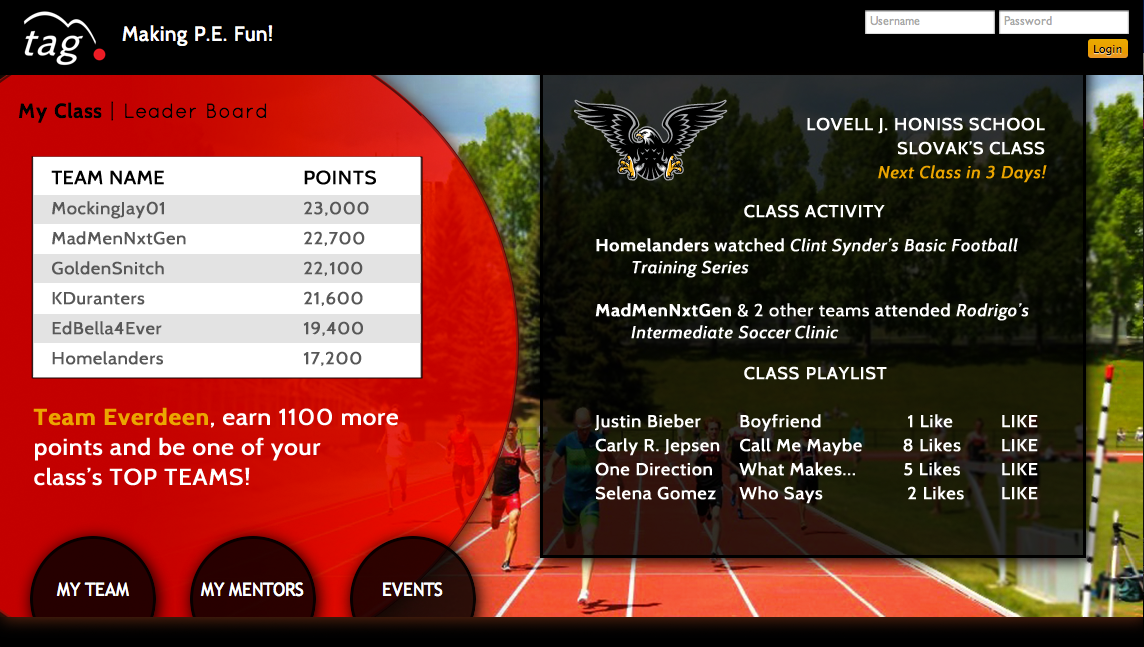 tag
Making P.E. Fun!
Username
Password
Login
My Class | Leader Board
TEAM NAME POINTS
MockingJay01 23,000
MadMenNxtGen 22,700
GoldenSnitch 22,100
KDuranters 21,600
EdBella4Ever 19,400
Homelanders 17,200
Team Everdeen, earn 1100 more
points and be one of your
class's TOP TEAMS!
MY TEAM
MY MENTORS
EVENTS
LOVELL J. HONISS SCHOOL
SLOVAK'S CLASS
Next Class in 3 Days!
CLASS ACTIVITY
Homelanders watched Clint Synder's Basic Football
Training Series
MadMenNxtGen & 2 other teams attended Rodrigo's
Intermediate Soccer Clinic
CLASS PLAYLIST
Justin Bieber Boyfriend 1 Like LIKE
Carly R. Jepsen Call Me Maybe 8 Likes LIKE
One Direction What Makes... 5 Likes LIKE
Selena Gomez Who Says 2 Likes LIKE